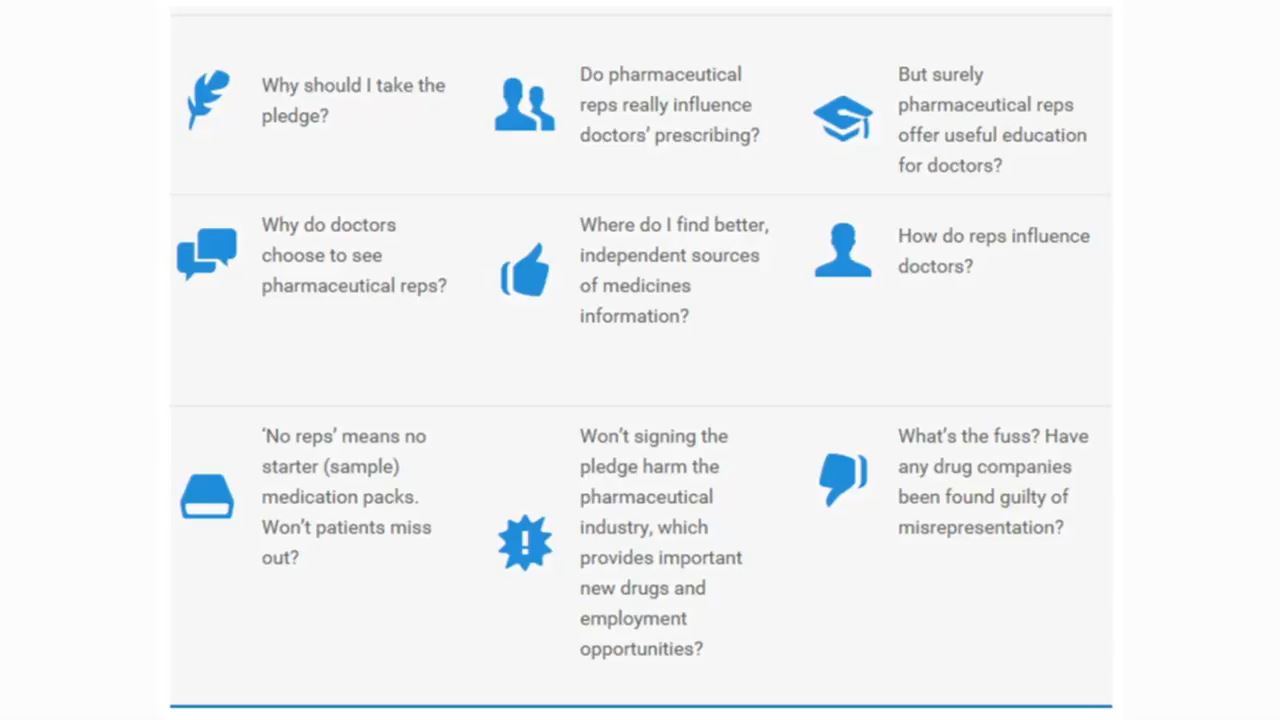 Why should I take the
pledge?
Do pharmaceutical
reps really influence
doctors’ prescribing?
But surely
pharmaceutical reps
offer useful education
for doctors?
Why do doctors
choose to see
pharmaceutical reps?
Where do I find better,
independent sources
of medicines
information?
How do reps influence
doctors?
‘No reps’ means no
starter (sample)
medication packs.
Won’t patients miss
out?
Won’t signing the
pledge harm the
pharmaceutical
industry, which
provides important
new drugs and
employment
opportunities?
What’s the fuss? Have
any drug companies
been found guilty of
misrepresentation?